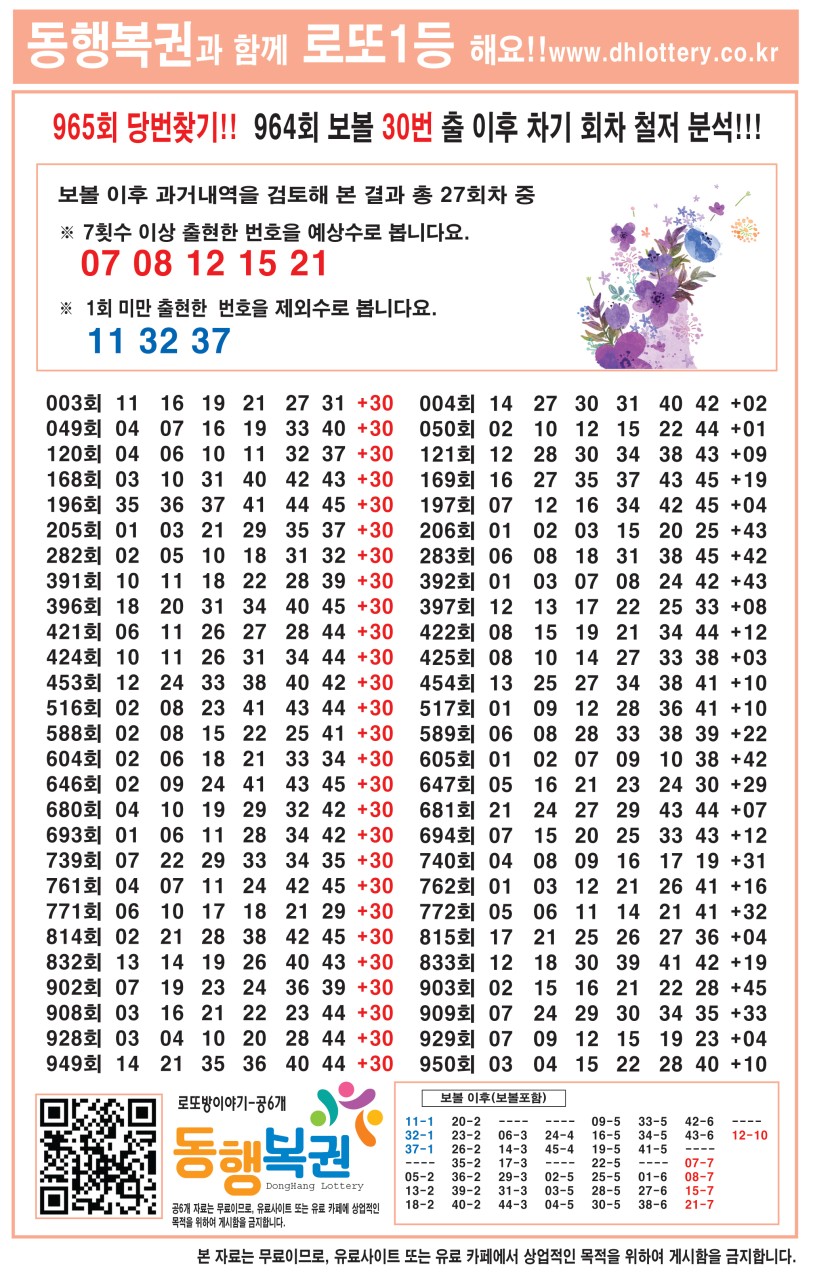 동행복권과 함께 로또1등 해요!!www.dhlottery.co.kr
965회 당번찾기!! 964회 보볼 30번 출 이후 차기 회차 철저 분석!!!
보볼 이후 과거내역을 검토해 본 결과 총 27회차 중
※ 7횟수 이상 출현한 번호을 예상수로 봅니다요.
07 08 12 15 21
※ 1회 미만 출현한 번호을 제외수로 봅니다요.
11 32 37
003회 11 16 19 21 27 31 +30 004회 14 27 30 31 40 42 +02
049회 04 07 16 19 33 40 +30 050회 02 10 12 15 22 44 +01
120회 04 06 10 11 32 37 +30 121회 12 28 30 34 38 43 +09
168회 03 10 31 40 42 43 +30 169회 16 27 35 37 43 45 +19
196회 35 36 37 41 44 45 +30 197회 07 12 16 34 42 45 +04
205회 01 03 21 29 35 37 +30 206회 01 02 03 15 20 25 +43
282회 02 05 10 18 31 32 +30 283회 06 08 18 31 38 45 +42
391회 10 11 18 22 28 39 +30 392회 01 03 07 08 24 42 +43
396회 18 20 31 34 40 45 +30 397회 12 13 17 22 25 33 +08
421회 06 11 26 27 28 44 +30 422회 08 15 19 21 34 44 +12
424회 10 11 26 31 34 44 +30 425회 08 10 14 27 33 38 +03
453회 12 24 33 38 40 42 +30 454회 13 25 27 34 38 41 +10
516회 02 08 23 41 43 44 +30 517회 01 09 12 28 36 41 +10
588회 02 08 15 22 25 41 +30 589회 06 08 28 33 38 39 +22
604회 02 06 18 21 33 34 +30 605회 01 02 07 09 10 38 +42
646회 02 09 24 41 43 45 +30 647회 05 16 21 23 24 30 +29
680회 04 10 19 29 32 42 +30 681회 21 24 27 29 43 44 +07
693회 01 06 11 28 34 42 +30 694회 07 15 20 25 33 43 +12
739회 07 22 29 33 34 35 +30 740회 04 08 09 16 17 19 +31
761회 04 07 11 24 42 45 +30 762회 01 03 12 21 26 41 +16
771회 06 10 17 18 21 29 +30 772회 05 06 11 14 21 41 +32
814회 02 21 28 38 42 45 +30 815회 17 21 25 26 27 36 +04
832회 13 14 19 26 40 43 +30 833회 12 18 30 39 41 42 +19
902회 07 19 23 24 36 39 +30 903회 02 15 16 21 22 28 +45
908회 03 16 21 22 23 44 +30 909회 07 24 29 30 34 35 +33
928회 03 04 10 20 28 44 +30 929회 07 09 12 15 19 23 +04
949회 14 21 35 36 40 44 +30 950회 03 04 15 22 28 40 +10
로또방이야기-공6개
동행복권
DongHang Lottery
공6개 자료는 무료이므로, 유료사이트 또는 유료 카페에 상업적인
목적을 위하여 게시함을 금지합니다.
보볼 이후(보볼포함)
11-1 20-2 ---- ---- 09-5 33-5 42-6 ----
32-1 23-2 06-3 24-4 16-5 34-5 43-6 12-10
37-1 26-2 14-3 45-4 19-5 41-5 ----
---- 35-2 17-3 ---- 22-5 ---- 07-7
05-2 36-2 29-3 02-5 25-5 01-6 08-7
13-2 39-2 31-3 03-5 28-5 27-6 15-7
18-2 40-2 44-3 04-5 30-5 38-6 21-7
본 자료는 무료이므로, 유료사이트 또는 유료 카페에서 상업적인 목적을 위하여 게시함을 금지합니다.